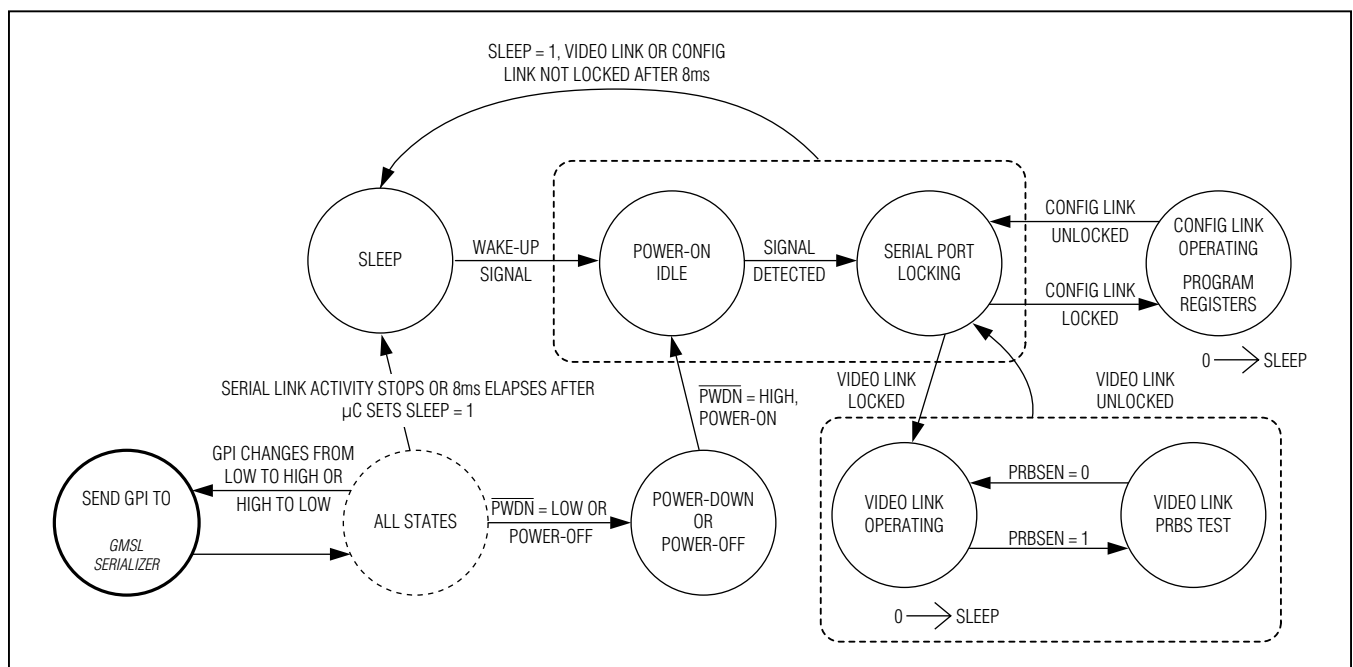 SLEEP = 1, VIDEO LINK OR CONFIG
LINK NOT LOCKED AFTER 8ms
SLEEP
WAKE-UP
SIGNAL
POWER-ON
IDLE
SIGNAL
DETECTED
SERIAL PORT
LOCKING
CONFIG LINK
UNLOCKED
CONFIG LINK
LOCKED
CONFIG LINK
OPERATING
PROGRAM
REGISTERS
0 → SLEEP
SERIAL LINK ACTIVITY STOPS OR 8ms ELAPSES AFTER
µC SETS SLEEP = 1
PWDN = HIGH,
POWER-ON
VIDEO LINK
LOCKED
VIDEO LINK
UNLOCKED
GPI CHANGES FROM
LOW TO HIGH OR
HIGH TO LOW
SEND GPI TO
GMSL
SERIALIZER
ALL STATES
PWDN = LOW OR
POWER-OFF
POWER-DOWN
OR
POWER-OFF
VIDEO LINK
OPERATING
PRBSEN = 0
PRBSEN = 1
VIDEO LINK
PRBS TEST
0 → SLEEP